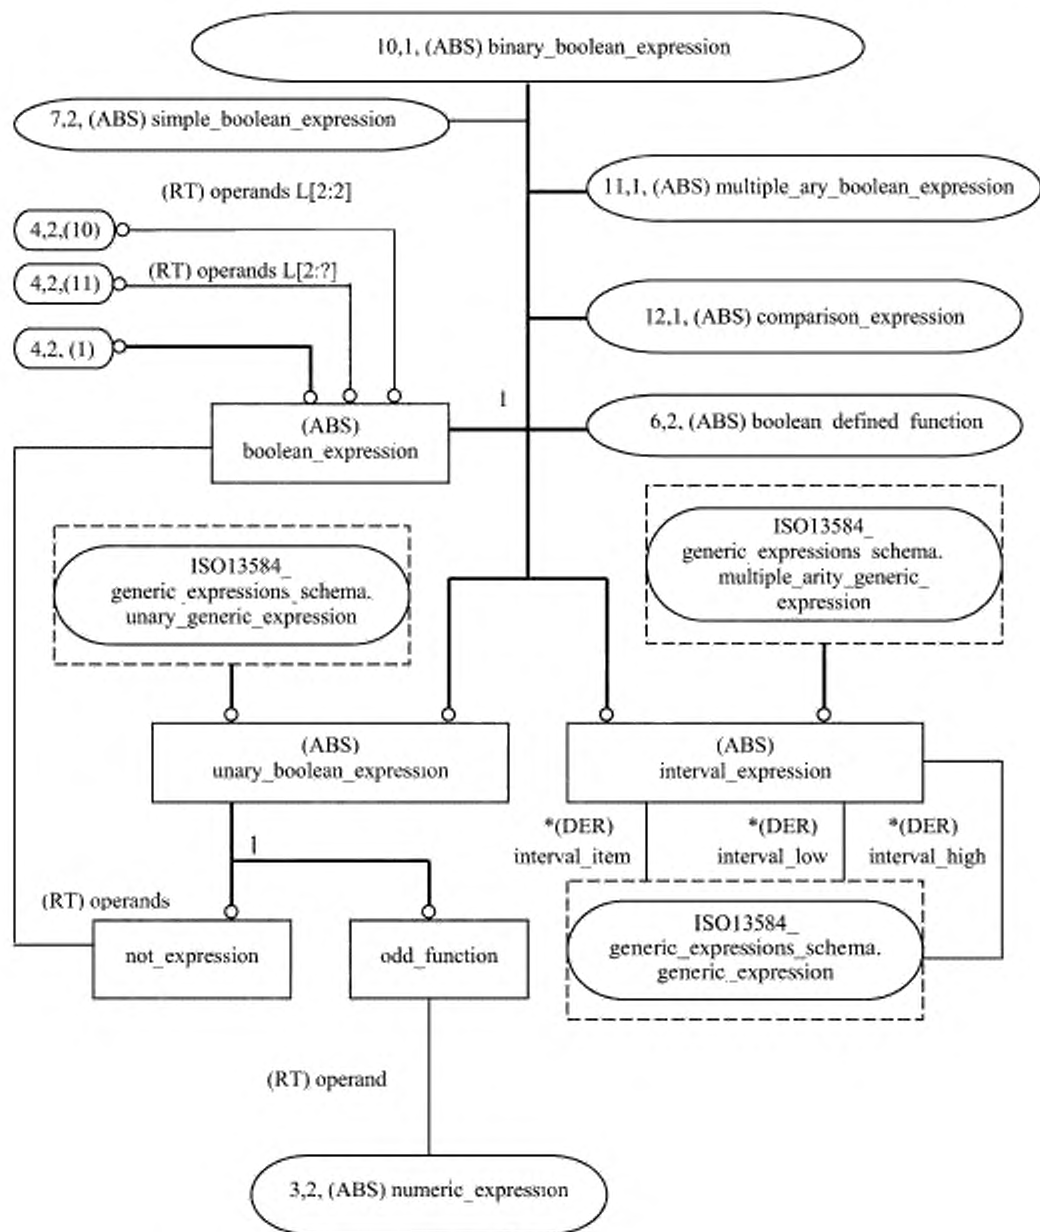 10,1, (ABS) binary_boolean_expression
7,2, (ABS) simple_boolean_expression
11,1, (ABS) multiple_ary_boolean_expression
(RT) operands L[2:2]
4,2,(10)
(RT) operands L[2:?]
4,2,(11)
12,1, (ABS) comparison_expression
4,2, (1)
1
(ABS)
boolean_expression
6,2, (ABS) boolean defined function
ISO13584_
generic_expressions_schema.
unary_generic_expression
ISO13584_
generic expressions schema.
multiple_arity_generic_
expression
(ABS)
unary_boolean_expression
(ABS)
interval_expression
*(DER)
interval_item
*(DER)
interval_low
*(DER)
interval_high
1
(RT) operands
not_expression
odd_function
ISO13584_
generic_expressions_schema.
generic_expression
(RT) operand
3,2, (ABS) numeric_expression